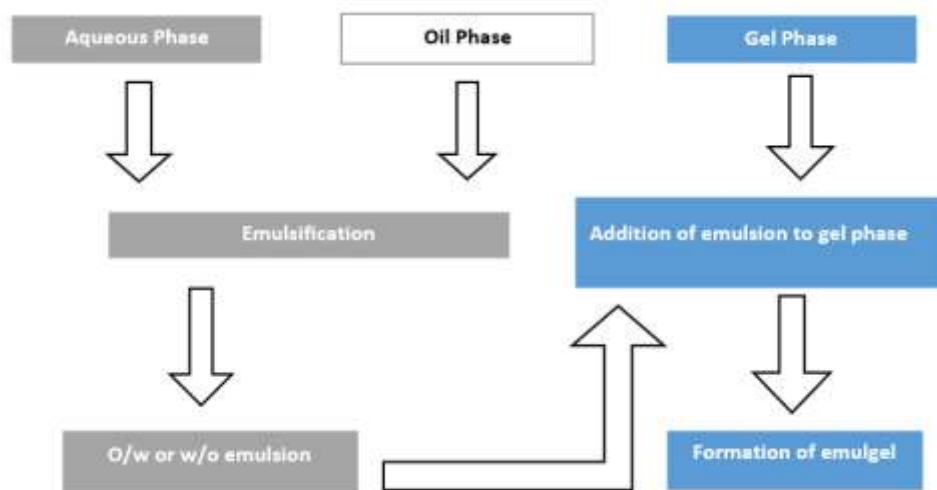 Aqueous Phase
Oil Phase
Gel Phase
Emulsification
Addition of emulsion to gel phase
O/w or w/o emulsion
Formation of emulgel